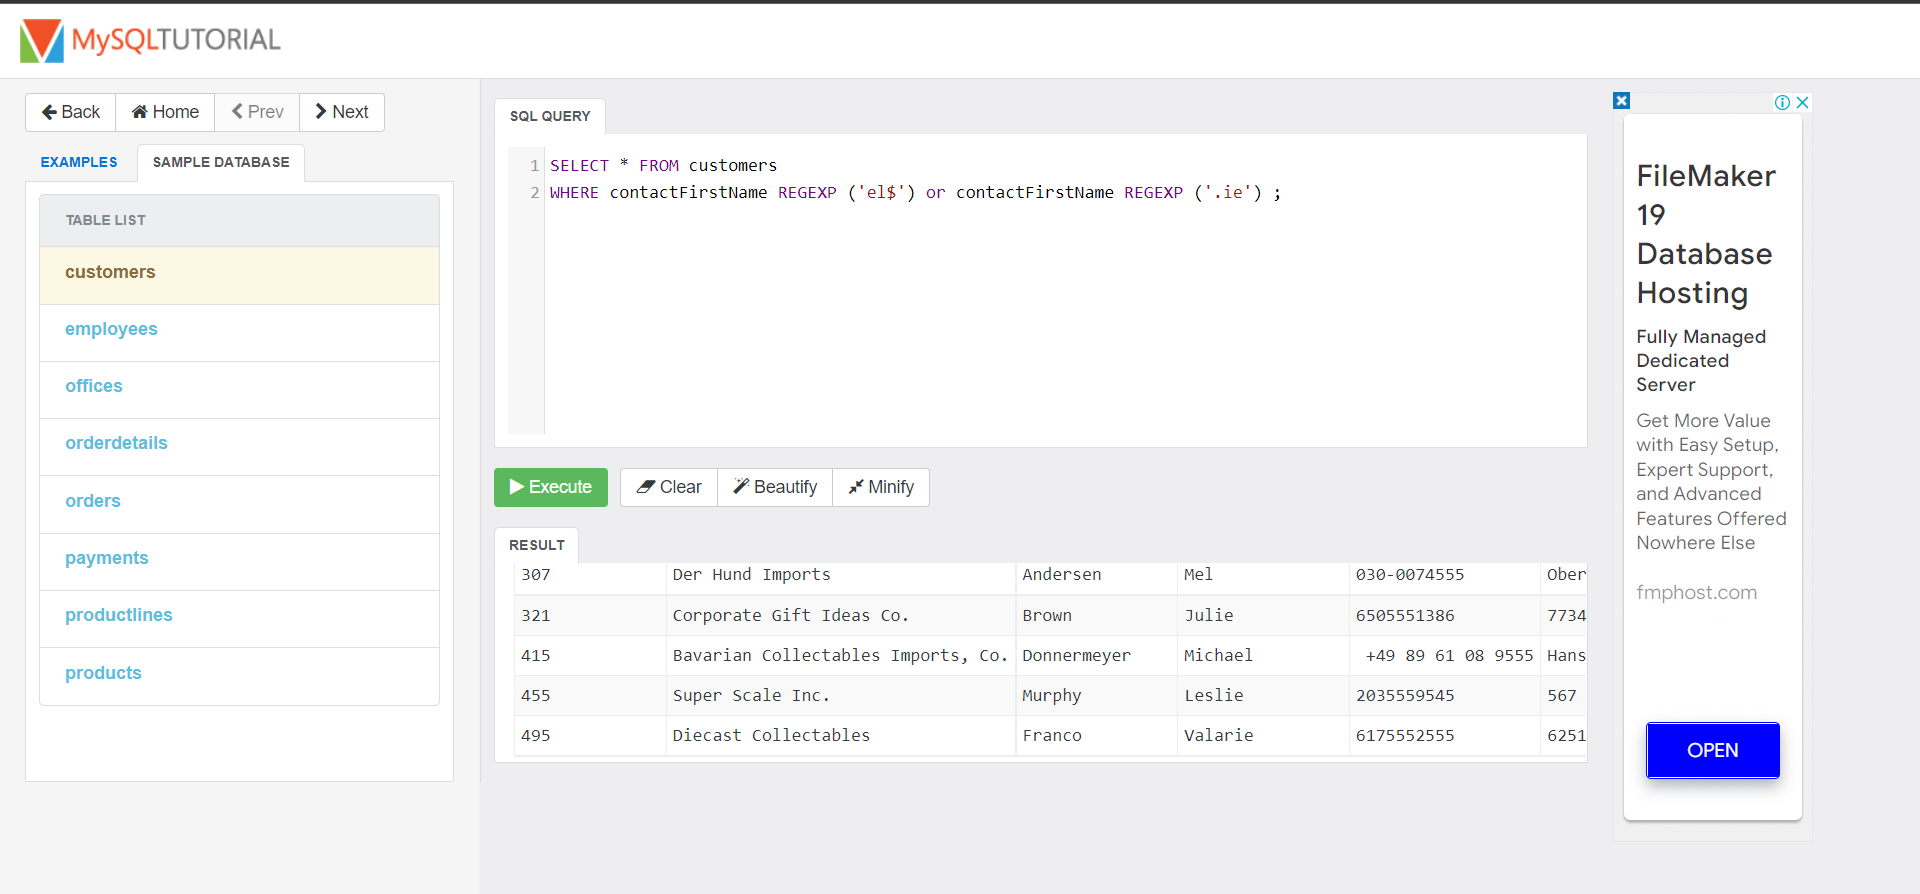 MySQLTUTORIAL
Back Home Prev Next
EXAMPLES SAMPLE DATABASE
TABLE LIST
customers
employees
offices
orderdetails
orders
payments
productlines
products
SQL QUERY
1 SELECT * FROM customers
2 WHERE contactFirstName REGEXP ('el$') or contactFirstName REGEXP ('.ie') ;
Execute Clear Beautify Minify
RESULT
307 Der Hund Imports Andersen Mel 030-0074555 Ober
321 Corporate Gift Ideas Co. Brown Julie 6505551386 7734
415 Bavarian Collectables Imports, Co. Donnermeyer Michael +49 89 61 08 9555 Hans
455 Super Scale Inc. Murphy Leslie 2035559545 567
495 Diecast Collectables Franco Valarie 6175552555 6251
FileMaker
19
Database
Hosting
Fully Managed
Dedicated
Server
Get More Value
with Easy Setup,
Expert Support,
and Advanced
Features Offered
Nowhere Else
fmphost.com
OPEN